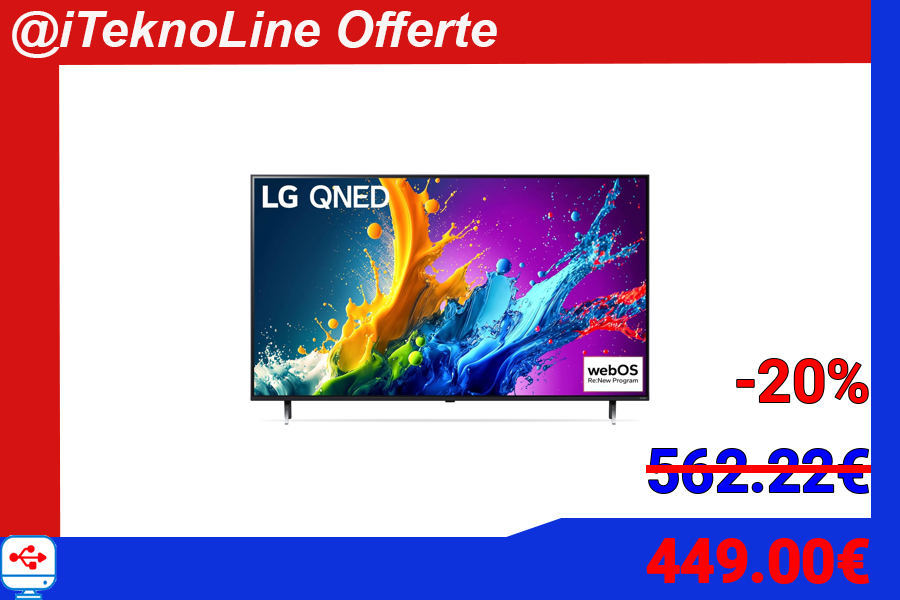 @iTeknoLine Offerte
LG QNED
webOS
Re:New Program
-20%
562.22€
449.00€